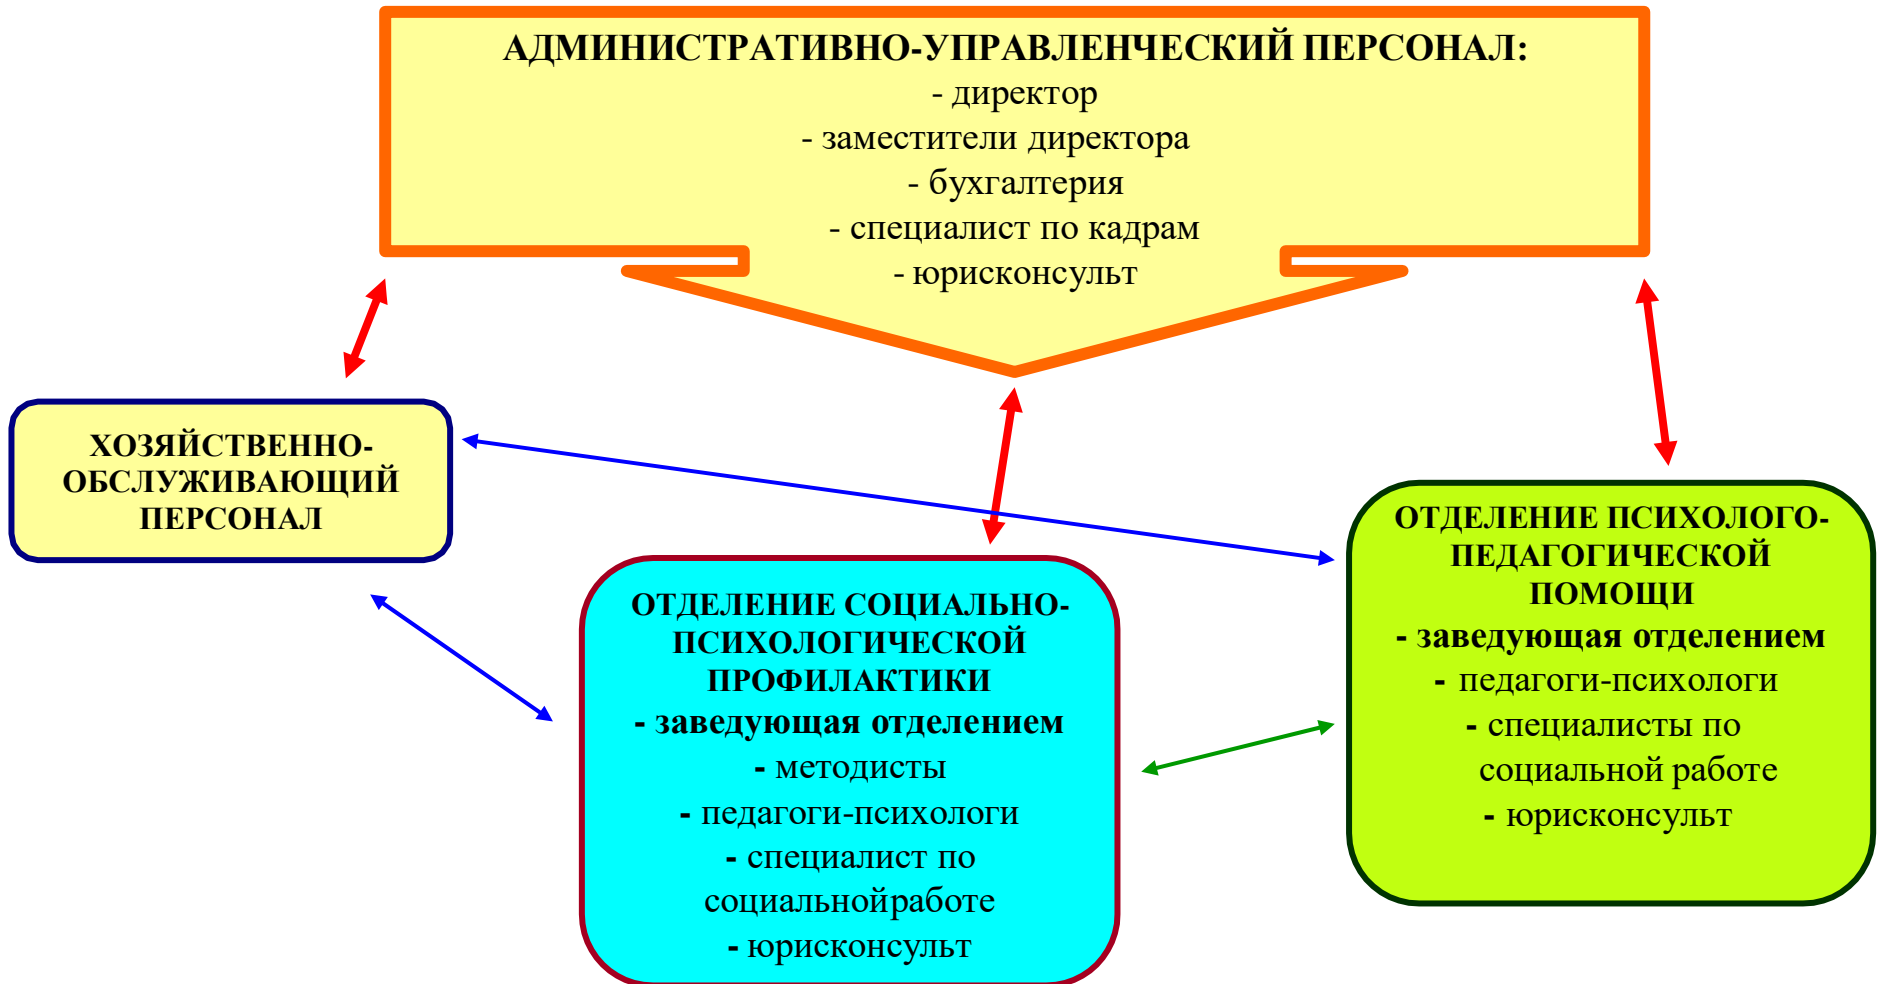 АДМИНИСТРАТИВНО-УПРАВЛЕНЧЕСКИЙ ПЕРСОНАЛ:
- директор
- заместители директора
- бухгалтерия
- специалист по кадрам
- юрисконсульт
ХОЗЯЙСТВЕННО-
ОБСЛУЖИВАЮЩИЙ
ПЕРСОНАЛ
ОТДЕЛЕНИЕ СОЦИАЛЬНО-
ПСИХОЛОГИЧЕСКОЙ
ПРОФИЛАКТИКИ
- заведующая отделением
- методисты
- педагоги-психологи
- специалист по
социальнойработе
- юрисконсульт
ОТДЕЛЕНИЕ ПСИХОЛОГО-
ПЕДАГОГИЧЕСКОЙ
ПОМОЩИ
- заведующая отделением
- педагоги-психологи
- специалисты по
социальной работе
- юрисконсульт